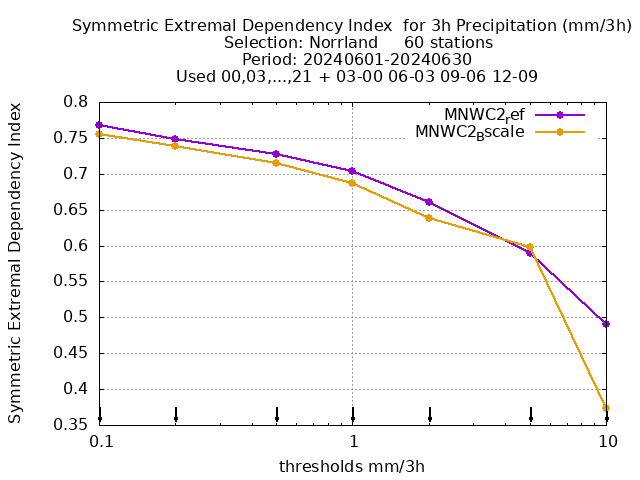 Symmetric Extremal Dependency Index  for 3h Precipitation (mm/3h)
Selection: Norrland     60 stations
Period: 20240601-20240630
Used 00,03,...,21 + 03-00 06-03 09-06 12-09
Symmetric Extremal Dependency Index
0.8
0.75
0.7
0.65
0.6
0.55
0.5
0.45
0.4
0.35
MNWC2ref
MNWC2Bscale
0.1
1
10
thresholds mm/3h